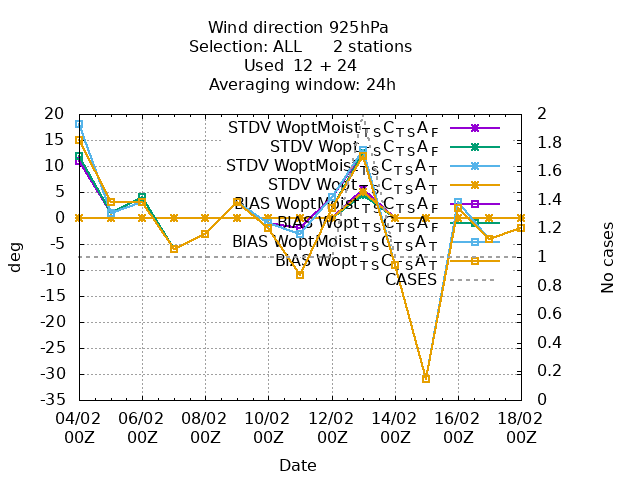 Wind direction 925hPa
Selection: ALL 2 stations
Used 12 + 24
Averaging window: 24h
STDV WoptMoist_TS C_TS A_F
STDV Wopt_TS C_TS A_F
STDV WoptMoist_TS C_TS A_T
STDV Wopt_TS C_TS A_T
BIAS WoptMoist_TS C_TS A_F
BIAS Wopt_TS C_TS A_F
BIAS WoptMoist_TS C_TS A_T
BIAS Wopt_TS C_TS A_T
CASES
20
15
10
5
0
-5
-10
-15
-20
-25
-30
-35
deg
2
1.8
1.6
1.4
1.2
1
0.8
0.6
0.4
0.2
0
No cases
04/02 06/02 08/02 10/02 12/02 14/02 16/02 18/02
00Z 00Z 00Z 00Z 00Z 00Z 00Z 00Z
Date